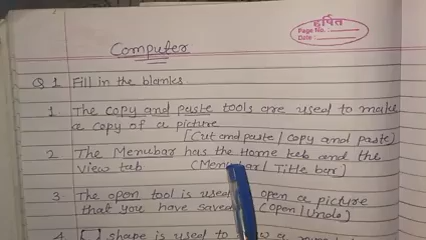 हर्षित
Page No.:
Date:
Computer
Q 1 Fill in the blanks
1. The copy and paste tools are used to make
a copy of a picture
[Cut and paste / copy and paste)
2 The Menubar has the Home tab and the
view tab (Menubar / Title bar)
3 The open tool is used open a picture
that you have saved (open / undo)
4 shape is used to a